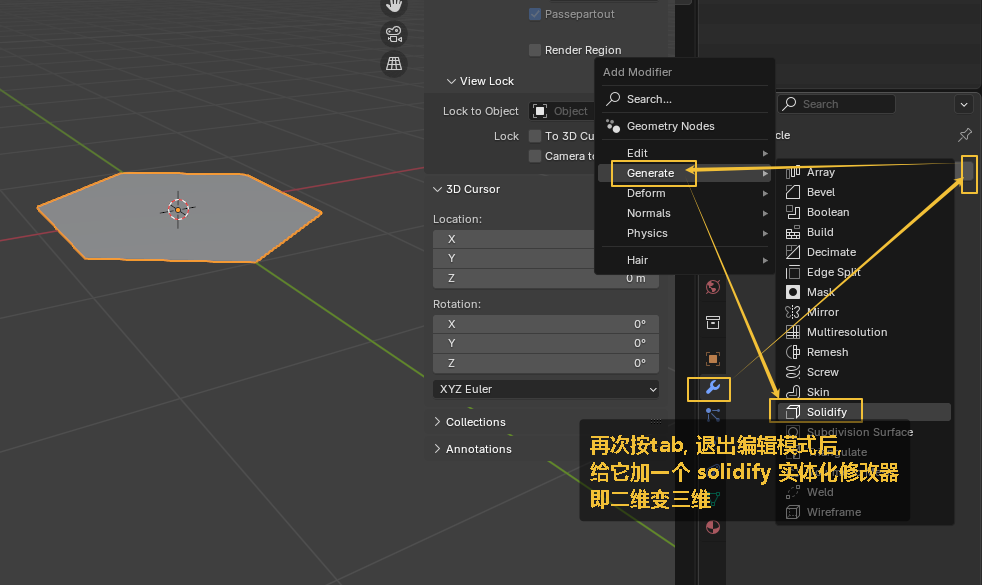 Passepartout
Render Region
View Lock
Lock to Object
Object
Lock
To 3D Cu
Camera to
3D Cursor
Location:
X
Y
Z
0 m
Rotation:
X
0°
Y
0°
Z
0°
XYZ Euler
Collections
Annotations
Add Modifier
Search...
Geometry Nodes
Edit
Generate
Deform
Normals
Physics
Hair
Search
cle
Array
Bevel
Boolean
Build
Decimate
Edge Split
Mask
Mirror
Multiresolution
Remesh
Screw
Skin
Solidify
Subdivision Surface
Triangulate
Weld
Wireframe
再次按tab, 退出编辑模式后,
给它加一个 solidify 实体化修改器
即二维变三维